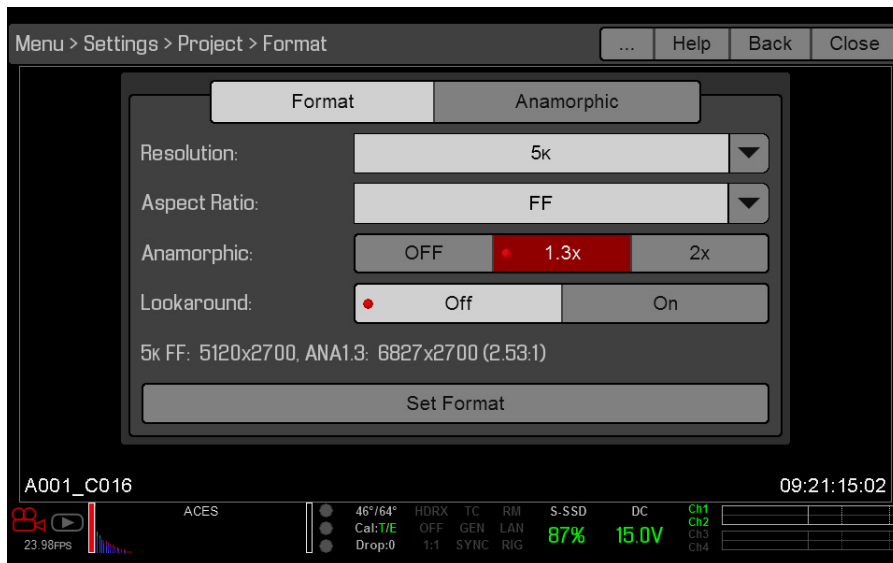 Menu > Settings > Project > Format ... Help Back Close
Format Anamorphic
Resolution: 5K
Aspect Ratio: FF
Anamorphic: OFF 1.3x 2x
Lookaround: Off On
5K FF: 5120x2700, ANA1.3: 6827x2700 (2.53:1)
Set Format
A001_C016 09:21:15:02
ACES 46°/64° HDRX TC RM S-SSD DC Ch1
Cal:T/E OFF GEN LAN 87% 15.0V Ch2
23.98FPS Drop:0 1:1 SYNC RIG Ch3
Ch4